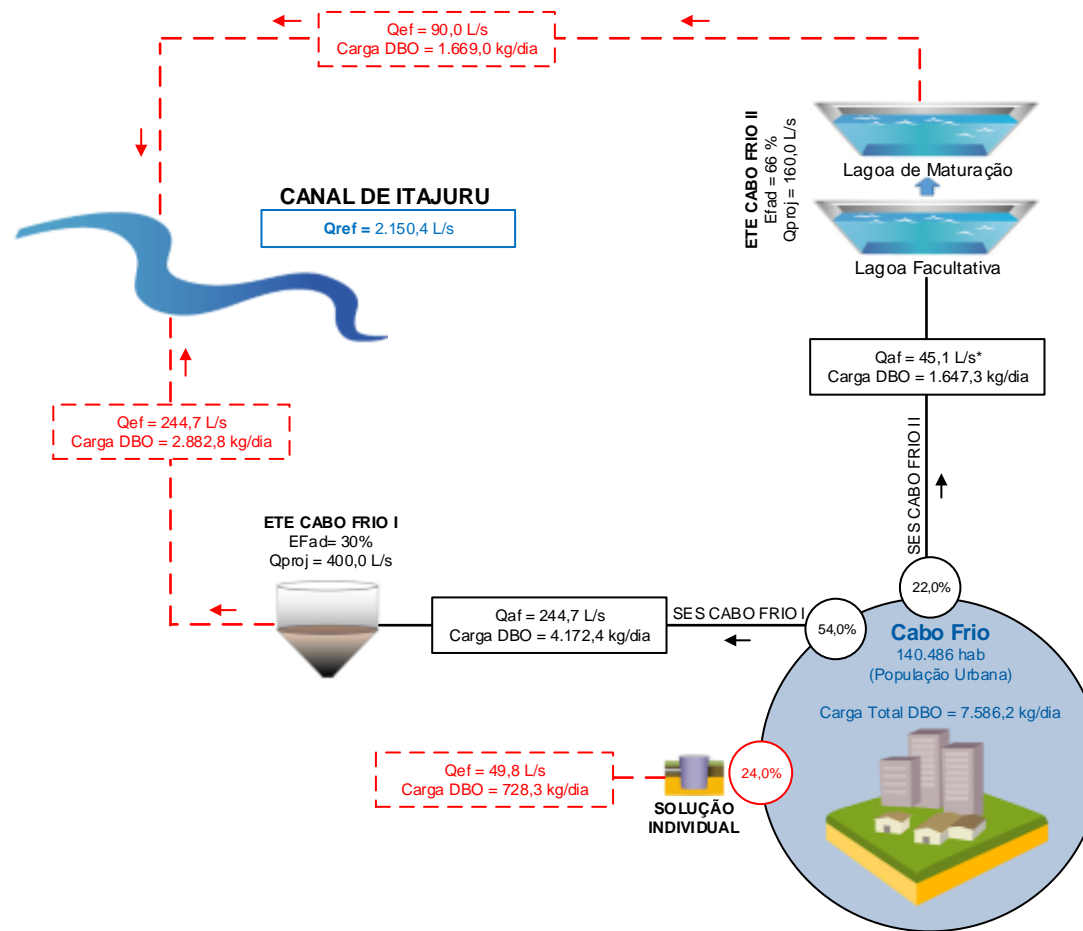 Qef = 90,0 L/s
Carga DBO = 1.669,0 kg/dia
ETE CABO FRIO II
Efad = 66 %
Qproj = 160,0 L/s
Lagoa de Maturação
Lagoa Facultativa
CANAL DE ITAJURU
Qref = 2.150,4 L/s
Qaf = 45,1 L/s*
Carga DBO = 1.647,3 kg/dia
Qef = 244,7 L/s
Carga DBO = 2.882,8 kg/dia
SES CABO FRIO II
ETE CABO FRIO I
EFad= 30%
Qproj = 400,0 L/s
Qaf = 244,7 L/s
Carga DBO = 4.172,4 kg/dia
SES CABO FRIO I
54,0%
22,0%
Cabo Frio
140.486 hab
(População Urbana)
Carga Total DBO = 7.586,2 kg/dia
Qef = 49,8 L/s
Carga DBO = 728,3 kg/dia
24,0%
SOLUÇÃO
INDIVIDUAL